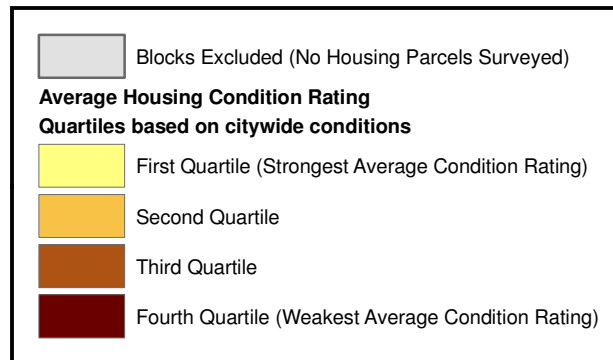 Blocks Excluded (No Housing Parcels Surveyed)
Average Housing Condition Rating
Quartiles based on citywide conditions
First Quartile (Strongest Average Condition Rating)
Second Quartile
Third Quartile
Fourth Quartile (Weakest Average Condition Rating)